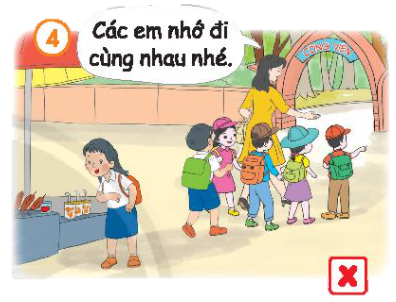 4
Các em nhớ đi
cùng nhau nhé.
CÔNG VIÊN
X